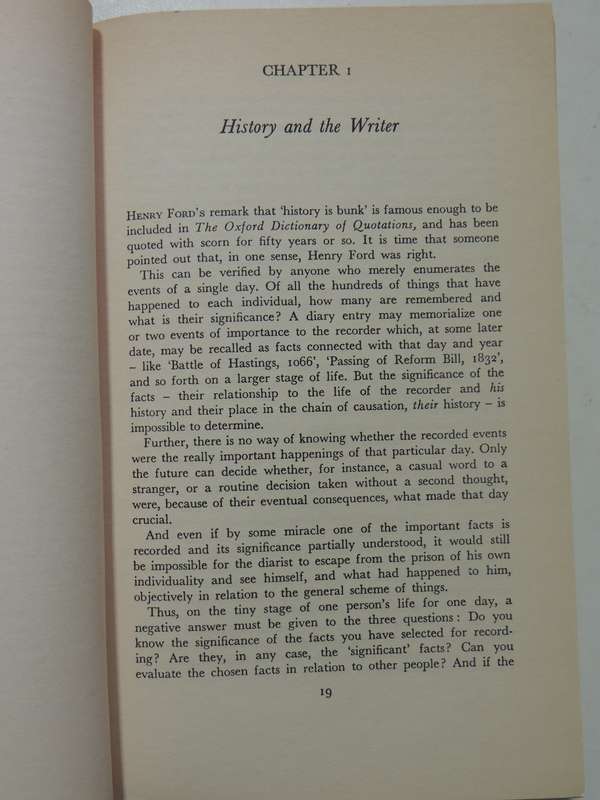 CHAPTER 1
History and the Writer
HENRY FORD'S remark that 'history is bunk' is famous enough to be
included in The Oxford Dictionary of Quotations, and has been
quoted with scorn for fifty years or so. It is time that someone
pointed out that, in one sense, Henry Ford was right.
This can be verified by anyone who merely enumerates the
events of a single day. Of all the hundreds of things that have
happened to each individual, how many are remembered and
what is their significance? A diary entry may memorialize one
or two events of importance to the recorder which, at some later
date, may be recalled as facts connected with that day and year
– like 'Battle of Hastings, 1066', 'Passing of Reform Bill, 1832',
and so forth on a larger stage of life. But the significance of the
facts – their relationship to the life of the recorder and his
history and their place in the chain of causation, their history – is
impossible to determine.
Further, there is no way of knowing whether the recorded events
were the really important happenings of that particular day. Only
the future can decide whether, for instance, a casual word to a
stranger, or a routine decision taken without a second thought,
were, because of their eventual consequences, what made that day
crucial.
And even if by some miracle one of the important facts is
recorded and its significance partially understood, it would still
be impossible for the diarist to escape from the prison of his own
individuality and see himself, and what had happened to him,
objectively in relation to the general scheme of things.
Thus, on the tiny stage of one person's life for one day, a
negative answer must be given to the three questions: Do you
know the significance of the facts you have selected for record-
ing? Are they, in any case, the 'significant' facts? Can you
evaluate the chosen facts in relation to other people? And if the
19